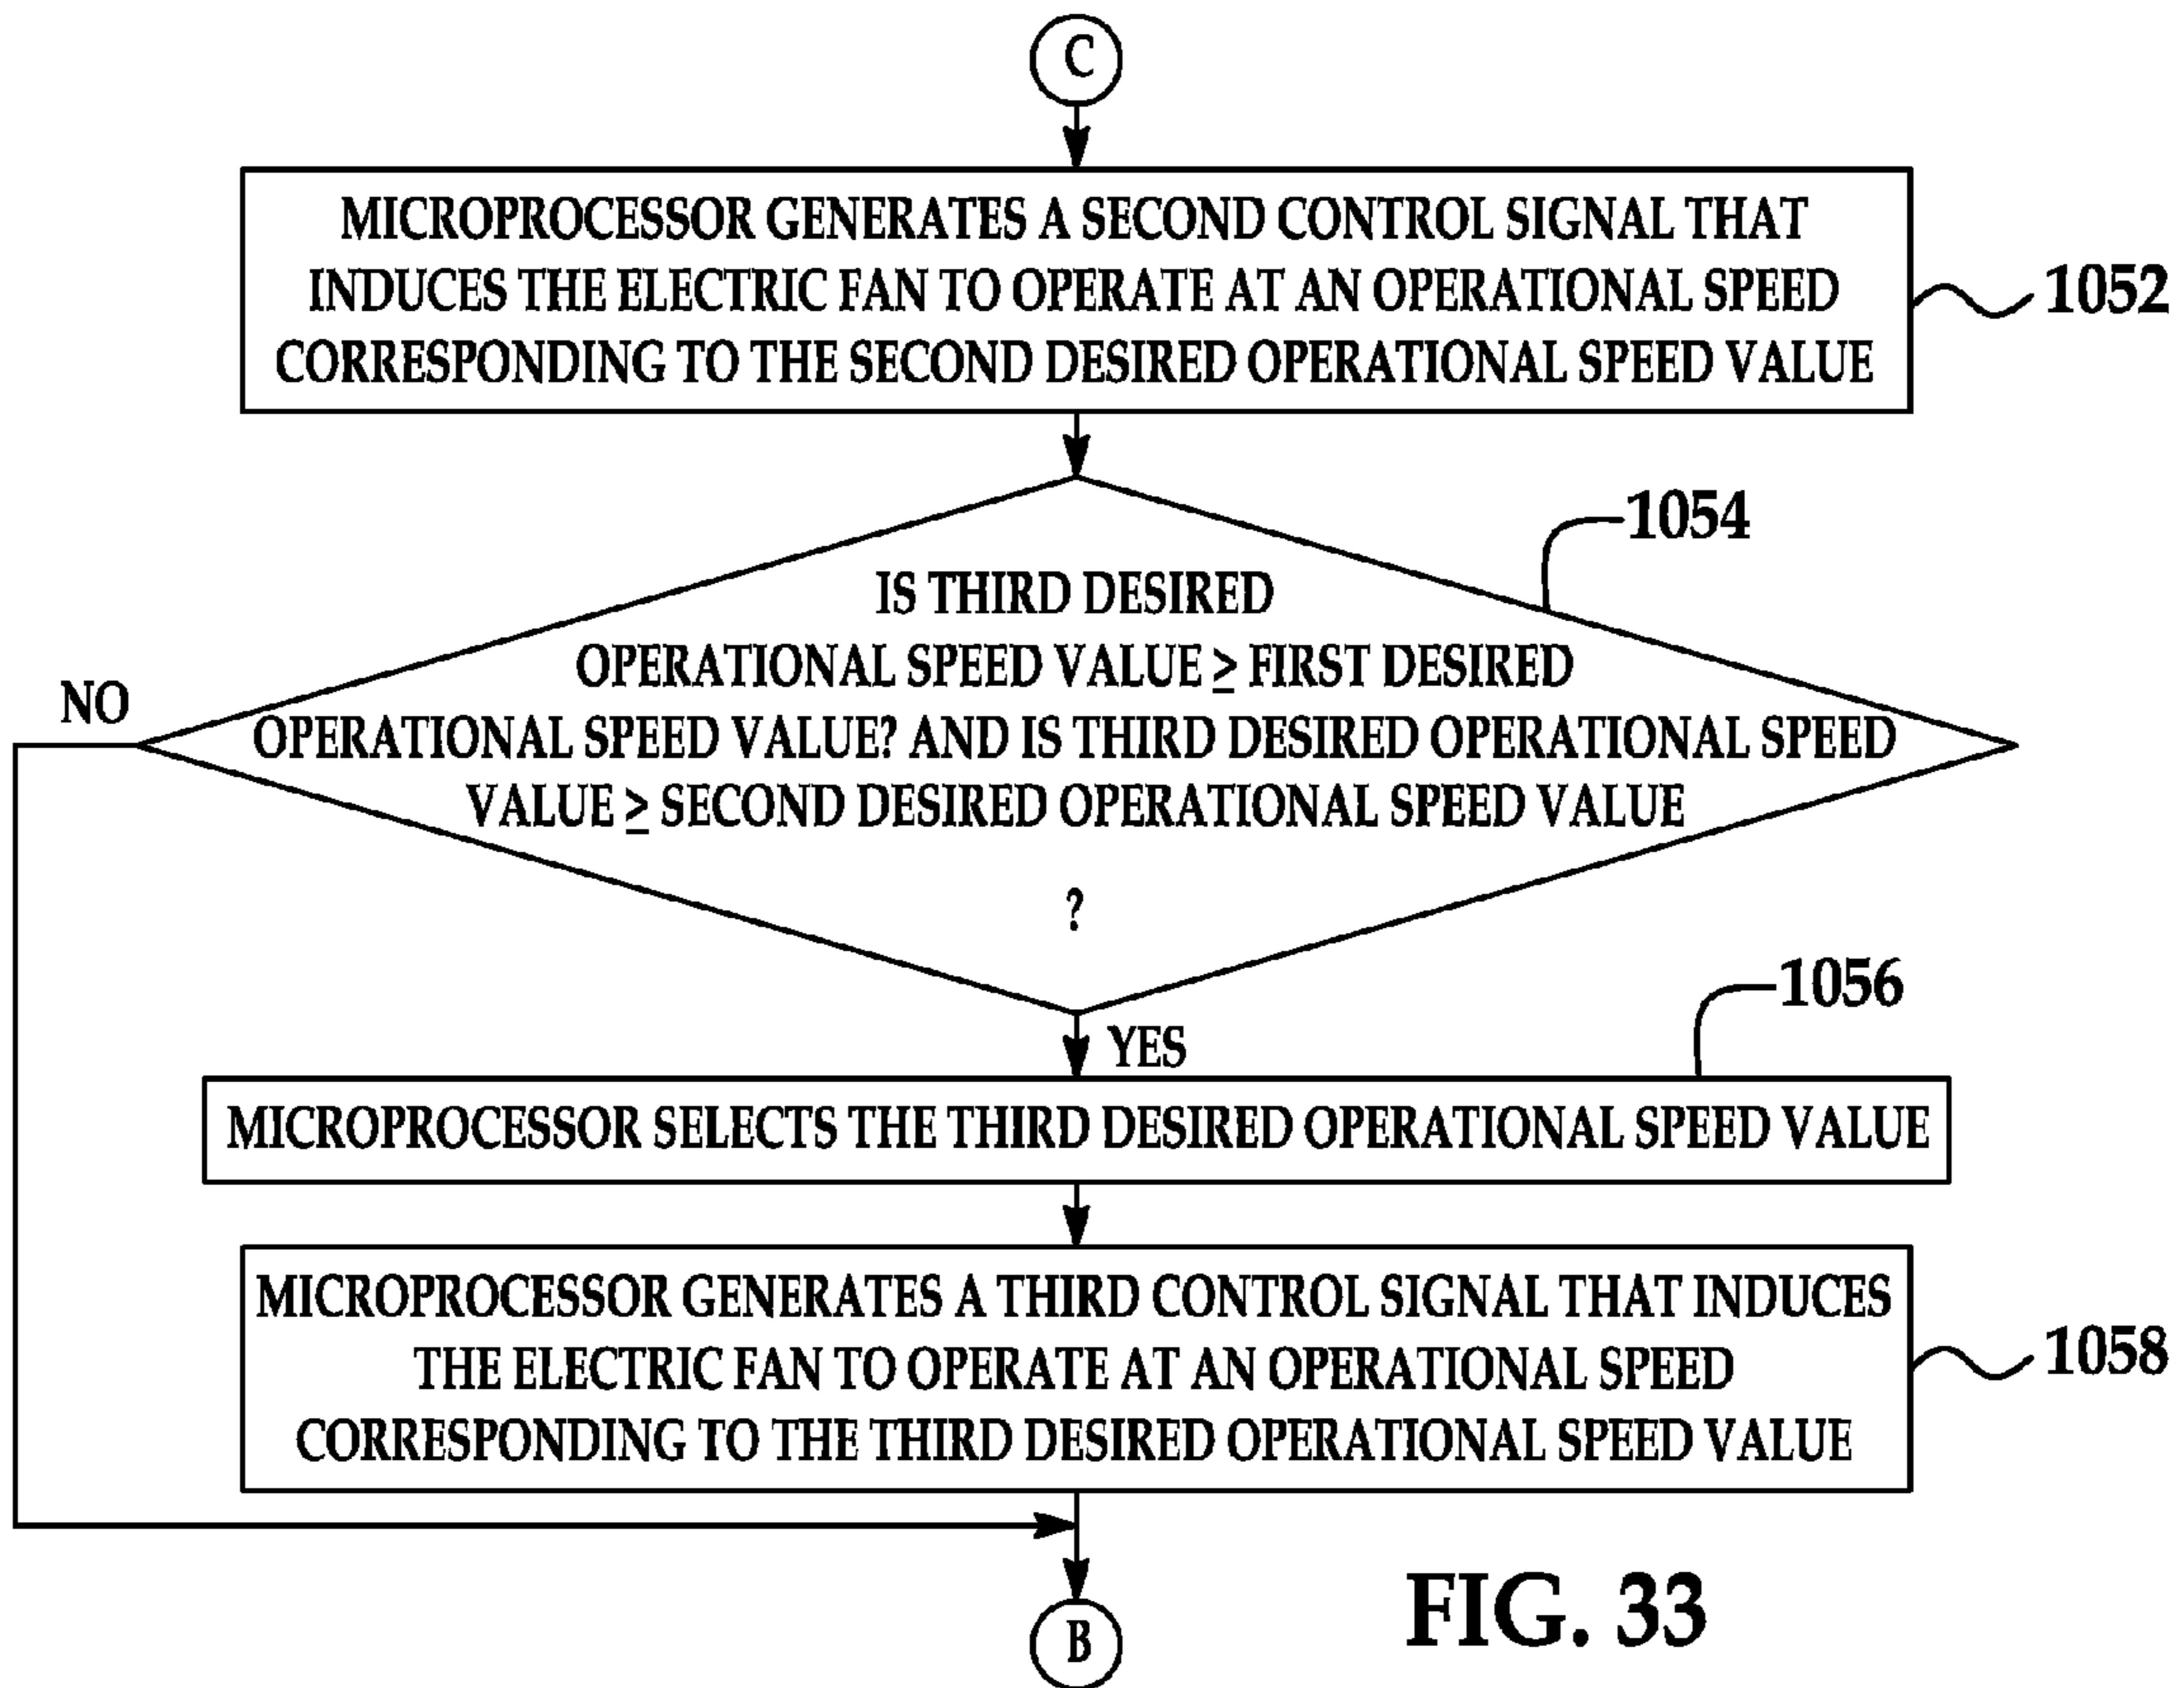 C
MICROPROCESSOR GENERATES A SECOND CONTROL SIGNAL THAT
INDUCES THE ELECTRIC FAN TO OPERATE AT AN OPERATIONAL SPEED
CORRESPONDING TO THE SECOND DESIRED OPERATIONAL SPEED VALUE
1052
1054
IS THIRD DESIRED
OPERATIONAL SPEED VALUE ≥ FIRST DESIRED
NO
OPERATIONAL SPEED VALUE? AND IS THIRD DESIRED OPERATIONAL SPEED
VALUE ≥ SECOND DESIRED OPERATIONAL SPEED VALUE
?
1056
YES
MICROPROCESSOR SELECTS THE THIRD DESIRED OPERATIONAL SPEED VALUE
MICROPROCESSOR GENERATES A THIRD CONTROL SIGNAL THAT INDUCES
THE ELECTRIC FAN TO OPERATE AT AN OPERATIONAL SPEED
CORRESPONDING TO THE THIRD DESIRED OPERATIONAL SPEED VALUE
1058
B
FIG. 33